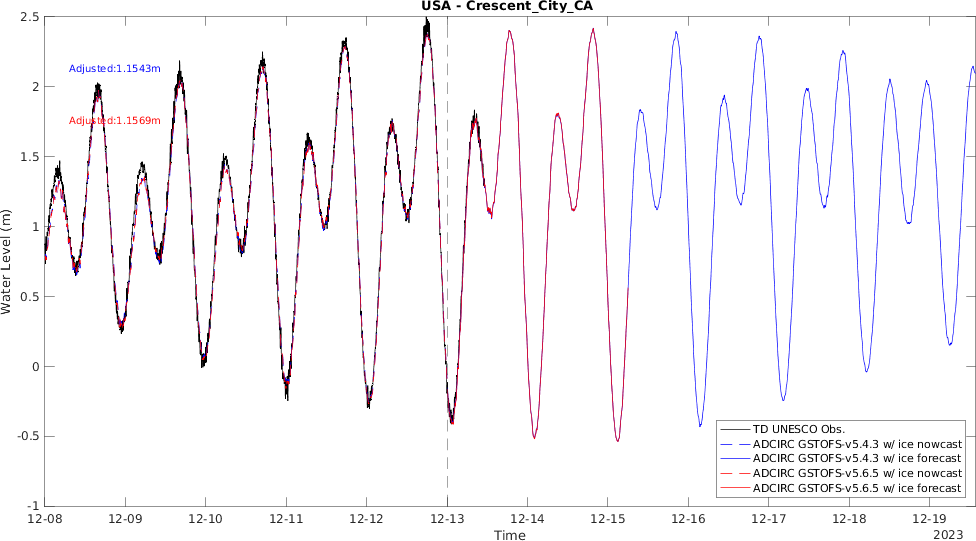 USA - Crescent_City_CA
2.5
2
1.5
1
0.5
0
-0.5
-1
Water Level (m)
Adjusted:1.1543m
Adjusted:1.1569m
TD UNESCO Obs.
ADCIRC GSTOFS-v5.4.3 w/ ice nowcast
ADCIRC GSTOFS-v5.4.3 w/ ice forecast
ADCIRC GSTOFS-v5.6.5 w/ ice nowcast
ADCIRC GSTOFS-v5.6.5 w/ ice forecast
12-08 12-09 12-10 12-11 12-12 12-13 12-14 12-15 12-16 12-17 12-18 12-19
Time
2023